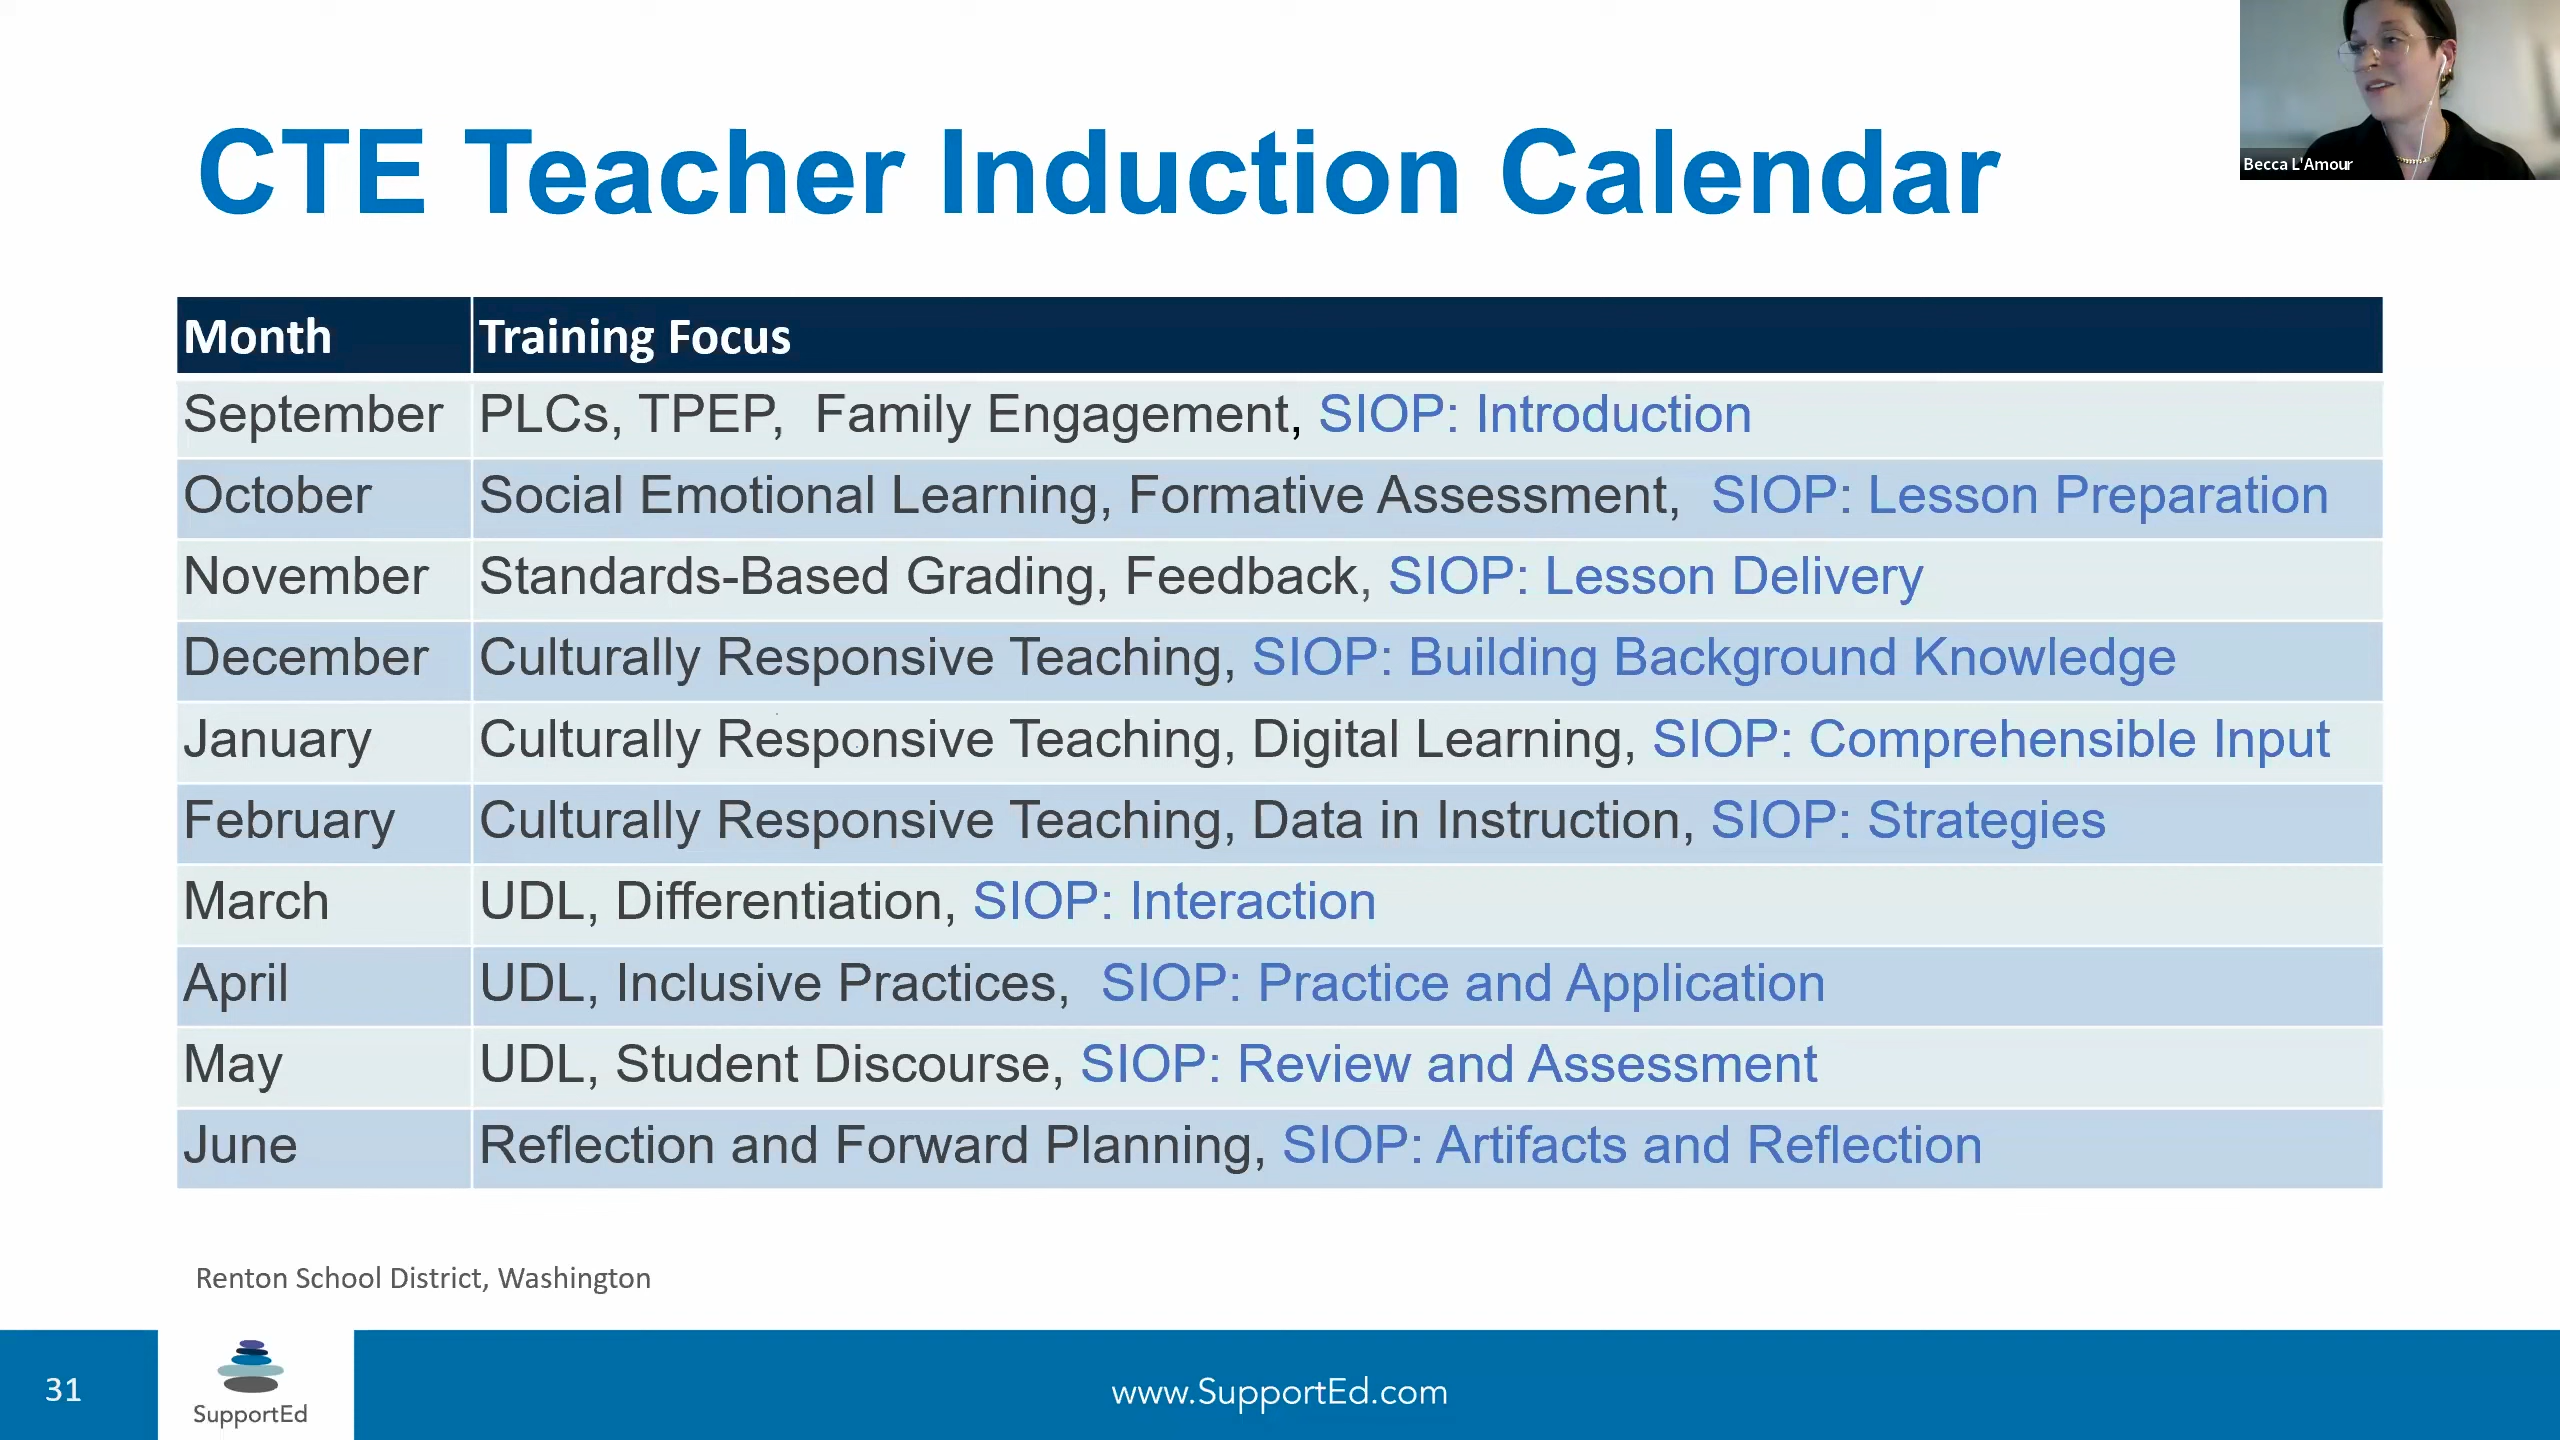 CTE Teacher Induction Calendar
Becca L'Amour
Month Training Focus
September PLCs, TPEP, Family Engagement, SIOP: Introduction
October Social Emotional Learning, Formative Assessment, SIOP: Lesson Preparation
November Standards-Based Grading, Feedback, SIOP: Lesson Delivery
December Culturally Responsive Teaching, SIOP: Building Background Knowledge
January Culturally Responsive Teaching, Digital Learning, SIOP: Comprehensible Input
February Culturally Responsive Teaching, Data in Instruction, SIOP: Strategies
March UDL, Differentiation, SIOP: Interaction
April UDL, Inclusive Practices, SIOP: Practice and Application
May UDL, Student Discourse, SIOP: Review and Assessment
June Reflection and Forward Planning, SIOP: Artifacts and Reflection
Renton School District, Washington
31
SupportEd
www.SupportEd.com